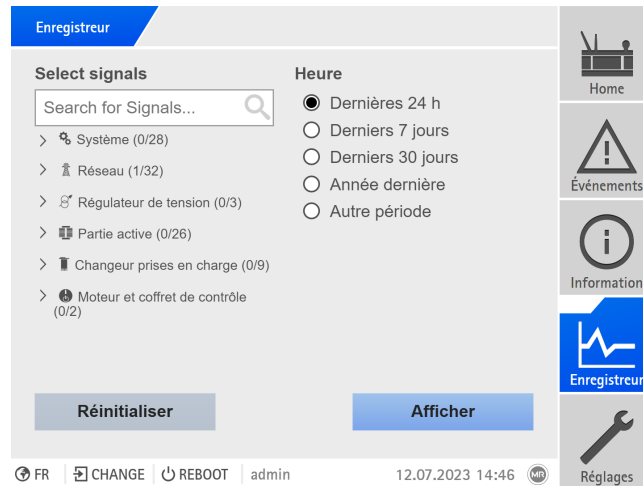 Enregistreur
Select signals
Search for Signals...
Système (0/28)
Réseau (1/32)
Régulateur de tension (0/3)
Partie active (0/26)
Changeur prises en charge (0/9)
Moteur et coffret de contrôle
(0/2)
Heure
Dernières 24 h
Derniers 7 jours
Derniers 30 jours
Année dernière
Autre période
Réinitialiser
Afficher
Home
Événements
Information
Enregistreur
Réglages
FR CHANGE REBOOT admin 12.07.2023 14:46 MR